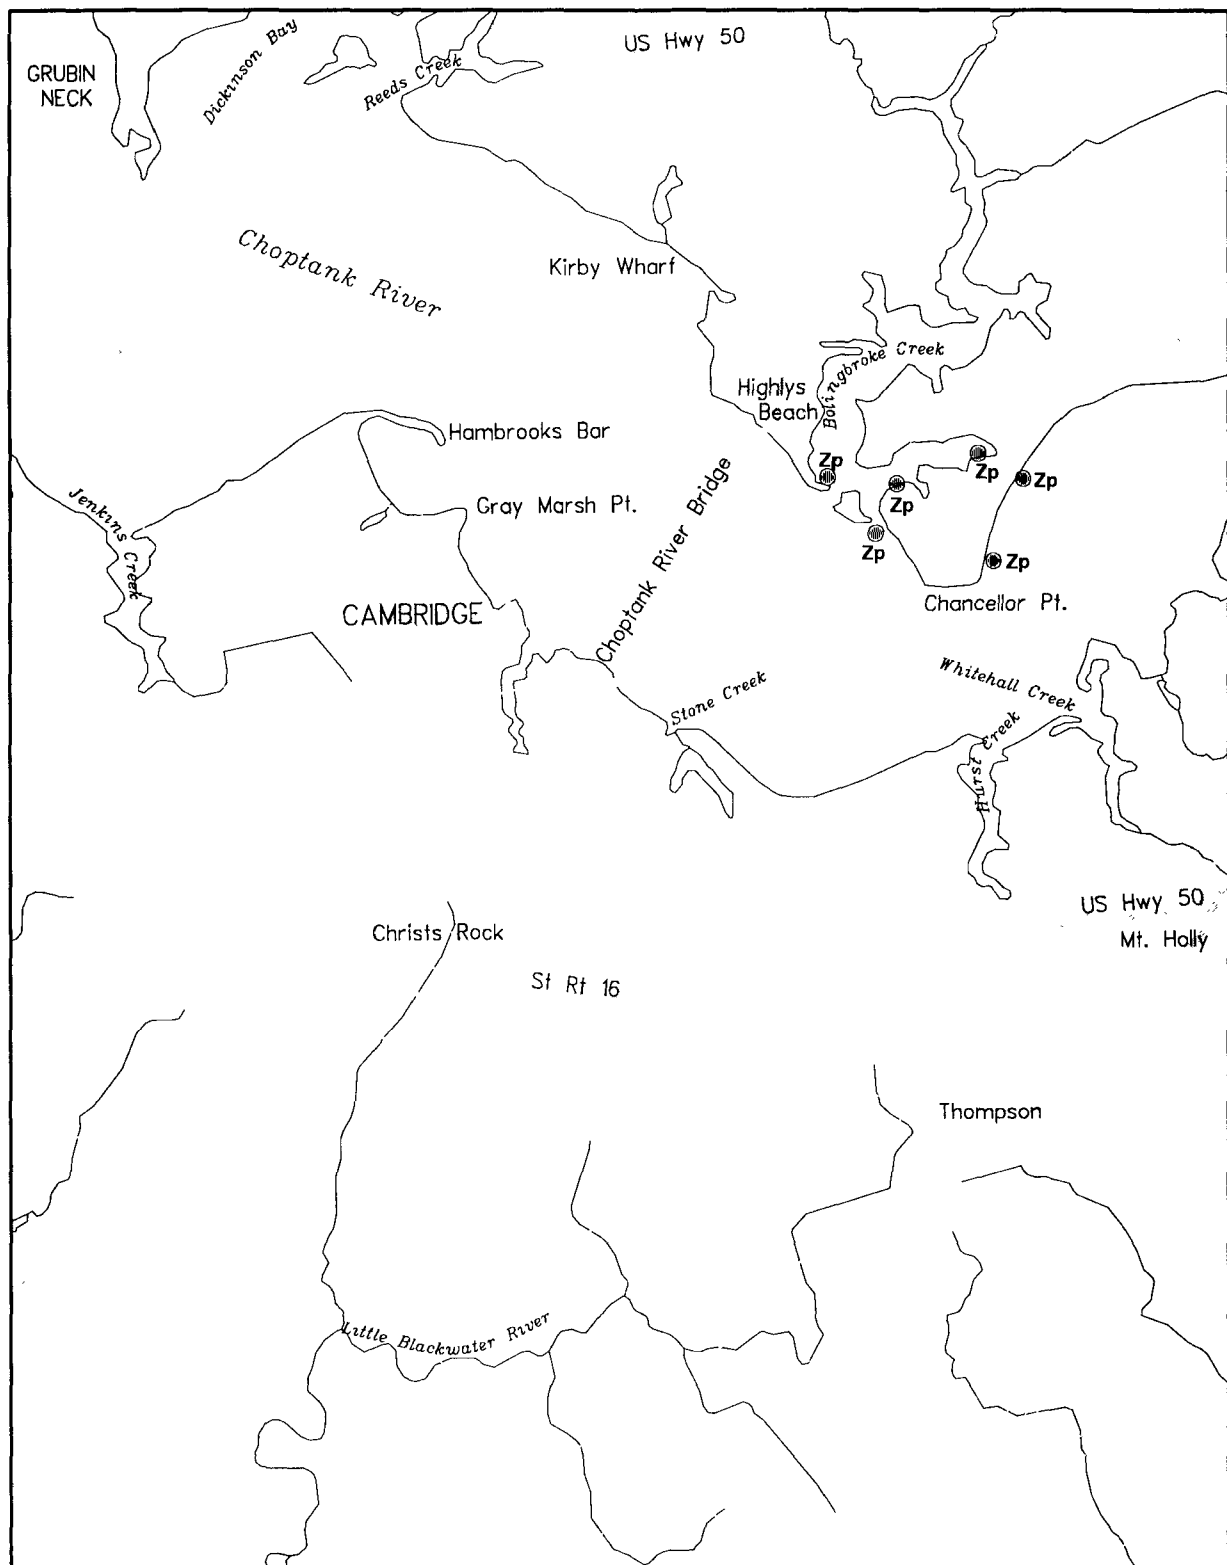 US Hwy 50
GRUBIN
NECK
Dickinson Bay
Reeds Creek
Choptank River
Kirby Wharf
Bolingbroke Creek
Highlys
Beach
Hambrooks Bar
Zp
Zp
Zp
Zp
Jenkins
Creek
Gray Marsh Pt.
Choptank River Bridge
Zp
Zp
CAMBRIDGE
Chancellor Pt.
Stone Creek
Whitehall Creek
Hurst Creek
US Hwy 50
Mt. Holly
Christs Rock
St Rt 16
Thompson
Little Blackwater River